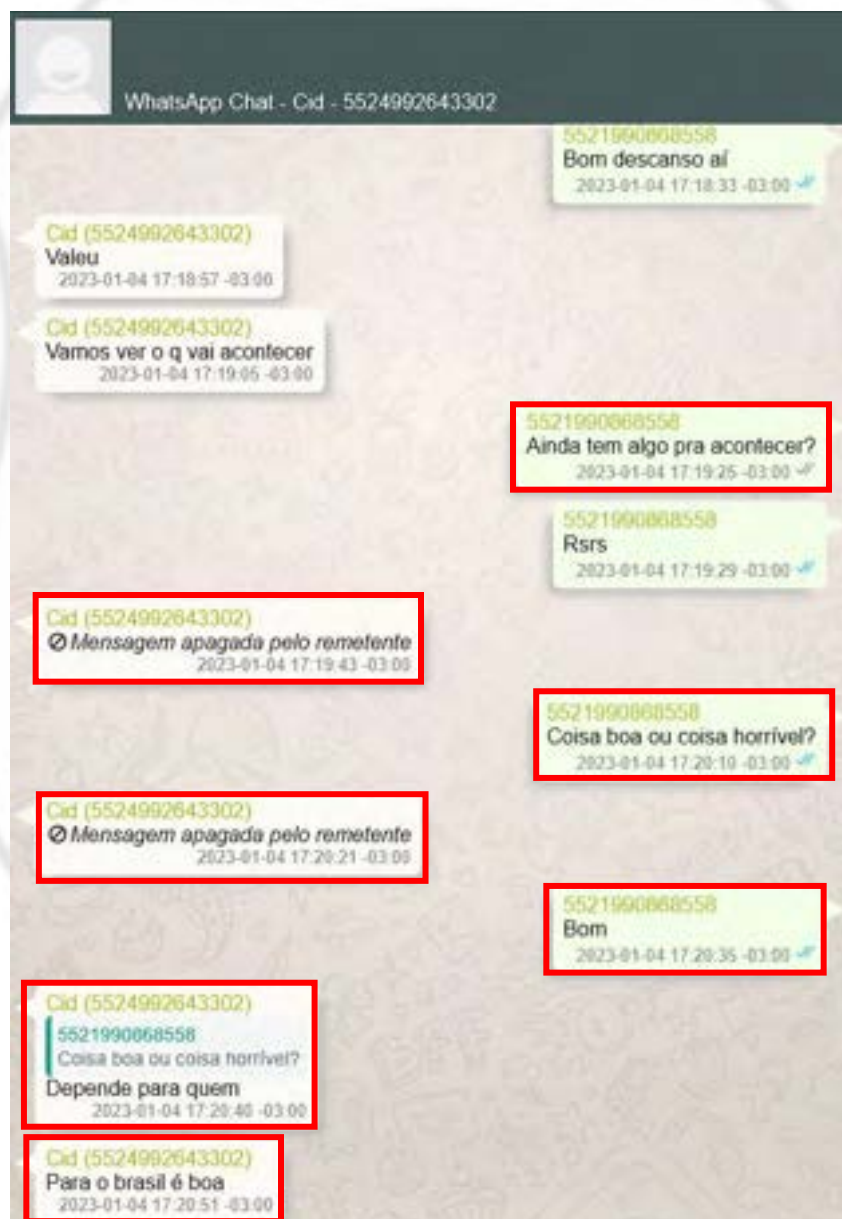 WhatsApp Chat - Cid - 5524992643302
5521990868558
Bom descanso aí
2023-01-04 17:18:33 -03:00
Cid (5524992643302)
Valeu
2023-01-04 17:18:57 -03:00
Cid (5524992643302)
Vamos ver o q vai acontecer
2023-01-04 17:19:05 -03:00
5521990868558
Ainda tem algo pra acontecer?
2023-01-04 17:19:25 -03:00
5521990868558
Rsrs
2023-01-04 17:19:29 -03:00
Cid (5524992643302)
Mensagem apagada pelo remetente
2023-01-04 17:19:43 -03:00
5521990868558
Coisa boa ou coisa horrível?
2023-01-04 17:20:10 -03:00
Cid (5524992643302)
Mensagem apagada pelo remetente
2023-01-04 17:20:21 -03:00
5521990868558
Bom
2023-01-04 17:20:35 -03:00
Cid (5524992643302)
5521990868558
Coisa boa ou coisa horrível?
Depende para quem
2023-01-04 17:20:40 -03:00
Cid (5524992643302)
Para o brasil é boa
2023-01-04 17:20:51 -03:00